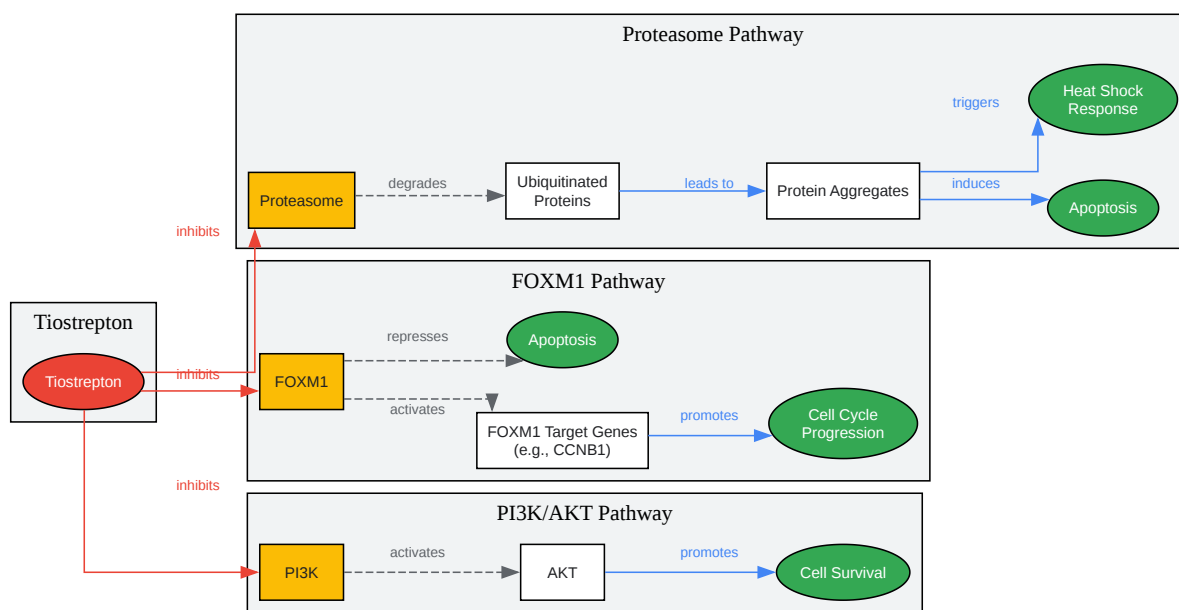 Proteasome Pathway
Heat Shock
Response
triggers
degrades
Ubiquitinated
Proteins
leads to
Protein Aggregates
induces
Proteasome
Apoptosis
inhibits
FOXM1 Pathway
Tiostrepton
represses
Apoptosis
Tiostrepton
inhibits
FOXM1
activates
FOXM1 Target Genes
(e.g., CCNB1)
promotes
Cell Cycle
Progression
inhibits
PI3K/AKT Pathway
PI3K
activates
AKT
promotes
Cell Survival